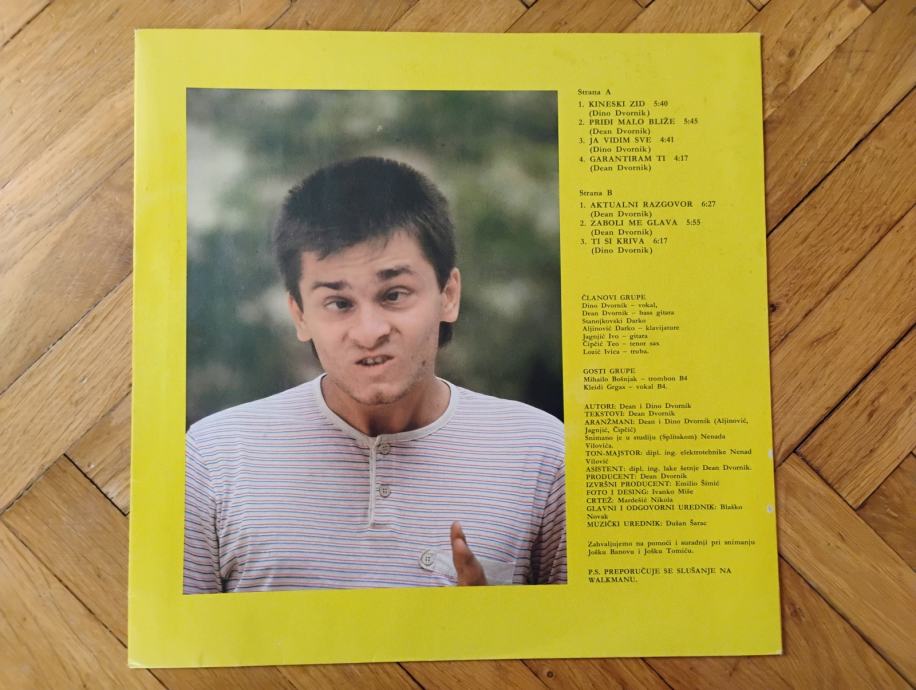 Strana A
1. KINESKI ZID 5:40
(Dino Dvornik)
2. PRIĐI MALO BLIŽE 5:45
(Dean Dvornik)
3. JA VIDIM SVE 4:41
(Dino Dvornik)
4. GARANTIRAM TI 4:17
(Dean Dvornik)
Strana B
1. AKTUALNI RAZGOVOR 6:27
(Dean Dvornik)
2. ZABOLI ME GLAVA 5:55
(Dean Dvornik)
3. TI SI KRIVA 6:17
(Dino Dvornik)
ČLANOVI GRUPE
Dino Dvornik – vokal,
Dean Dvornik – bass gitara
Stanojkovski Darko
Aljinović Darko – klavijature
Jagnjić Ivo – gitara
Čipčić Teo – tenor sax
Lozić Ivica – truba.
GOSTI GRUPE
Mihailo Bošnjak – trombon B4
Kleidi Grgas – vokal B4.
AUTORI: Dean i Dino Dvornik
TEKSTOVI: Dean Dvornik
ARANŽMANI: Dean i Dino Dvornik (Aljinović,
Jagnjić, Čipčić)
Snimano je u studiju (Splitskom) Nenada
Vilovića.
TON-MAJSTOR: dipl. ing. elektrotehnike Nenad
Vilović
ASISTENT: dipl. ing. lake šetnje Dean Dvornik.
PRODUCENT: Dean Dvornik
IZVRŠNI PRODUCENT: Emilio Šimić
FOTO I DESING: Ivanko Miše
CRTEŽ: Mardešić Nikola
GLAVNI I ODGOVORNI UREDNIK: Blaško
Novak
MUZIČKI UREDNIK: Dušan Šarac
Zahvaljujemo na pomoći i suradnji pri snimanju
Jošku Banovu i Jošku Tomiću.
P.S. PREPORUČUJE SE SLUŠANJE NA
WALKMANU.